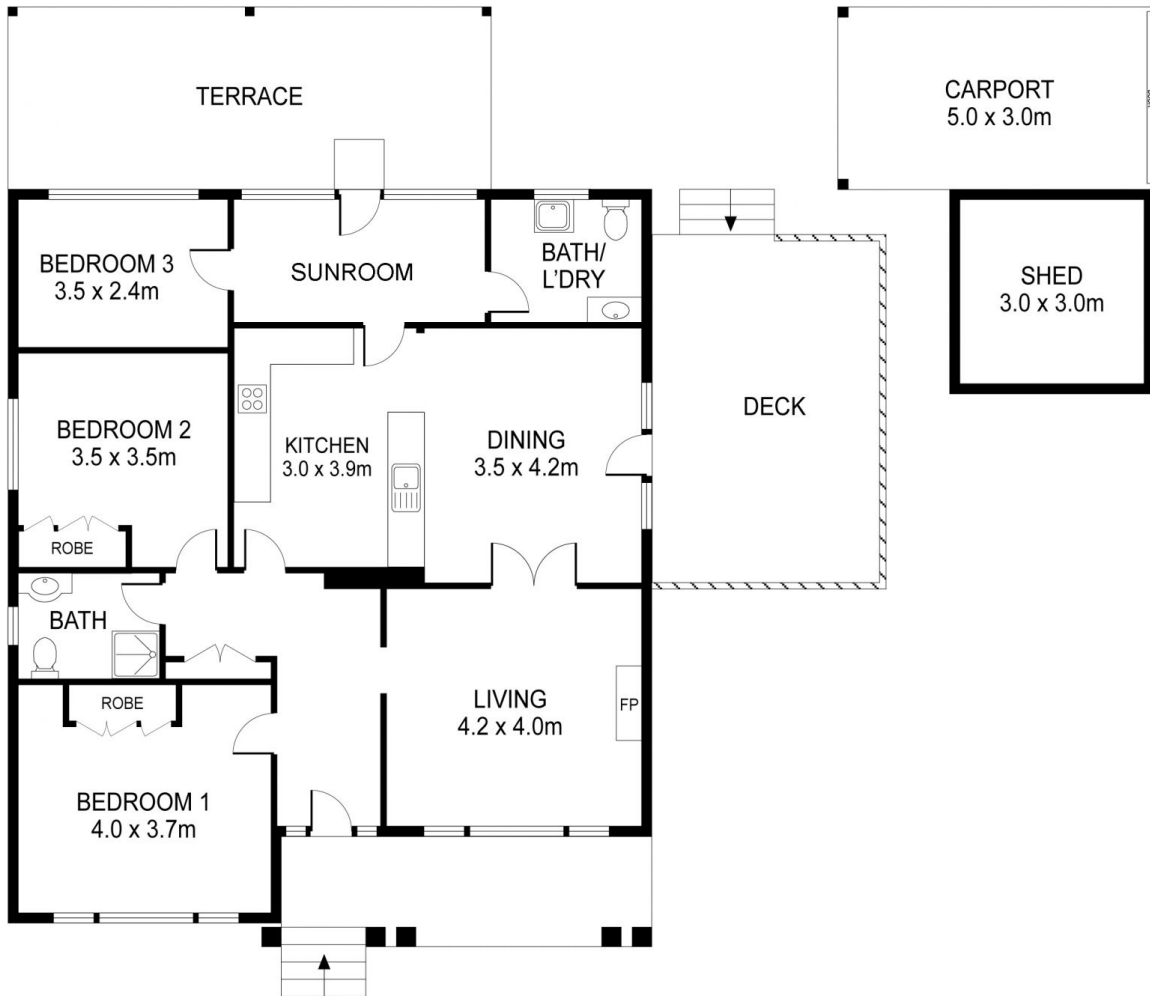 TERRACE
CARPORT
5.0 x 3.0m
BEDROOM 3
3.5 x 2.4m
SUNROOM
BATH/
L'DRY
SHED
3.0 x 3.0m
BEDROOM 2
3.5 x 3.5m
KITCHEN
3.0 x 3.9m
DINING
3.5 x 4.2m
DECK
ROBE
BATH
ROBE
LIVING
4.2 x 4.0m
FP
BEDROOM 1
4.0 x 3.7m